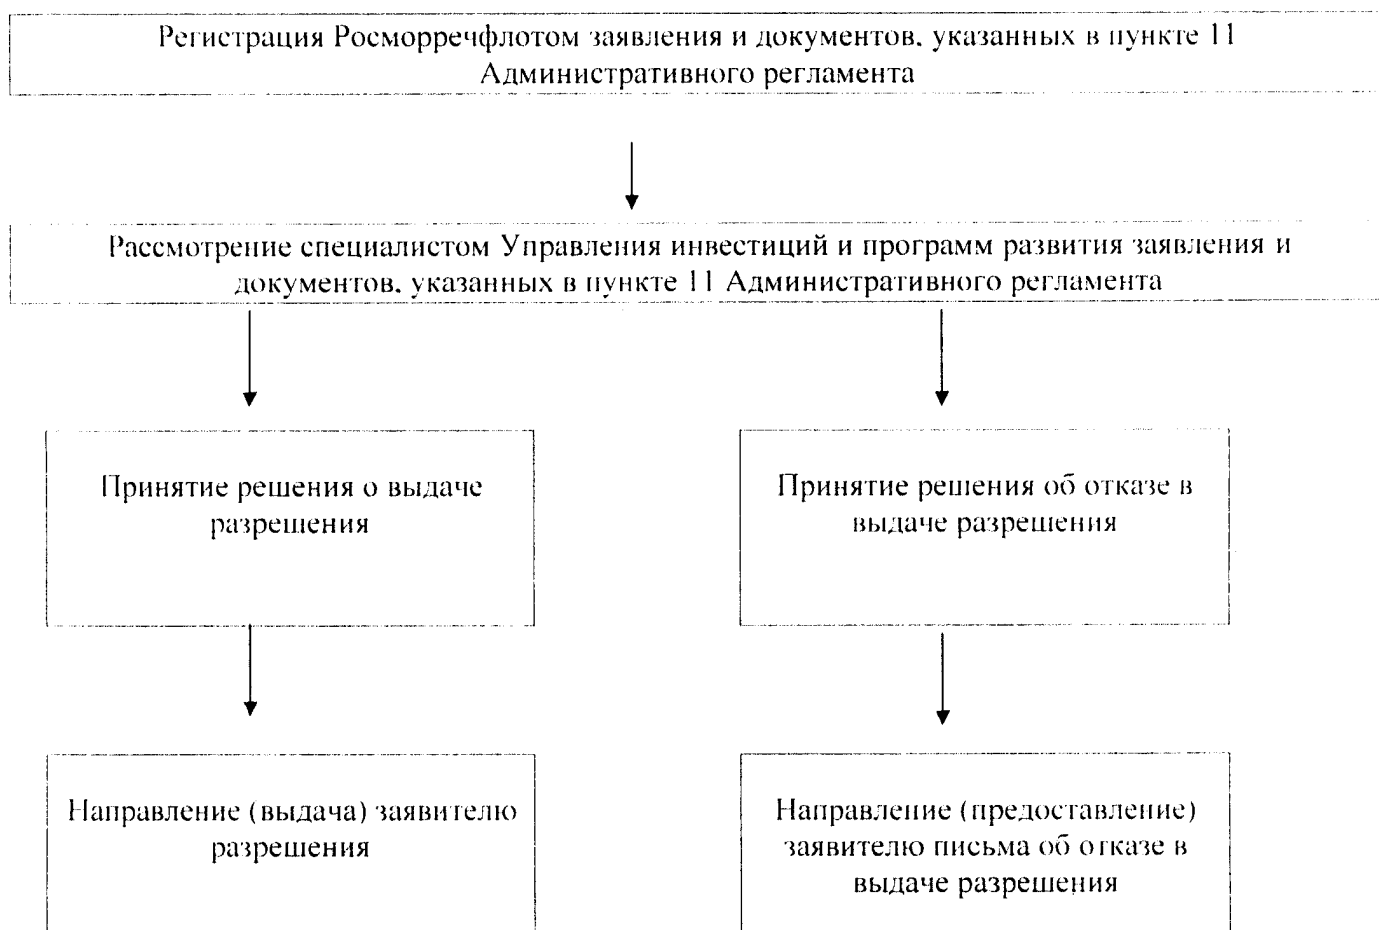 Регистрация Росморречфлотом заявления и документов, указанных в пункте 11
Административного регламента
Рассмотрение специалистом Управления инвестиций и программ развития заявления и
документов, указанных в пункте 11 Административного регламента
Принятие решения о выдаче
разрешения
Принятие решения об отказе в
выдаче разрешения
Направление (выдача) заявителю
разрешения
Направление (предоставление)
заявителю письма об отказе в
выдаче разрешения